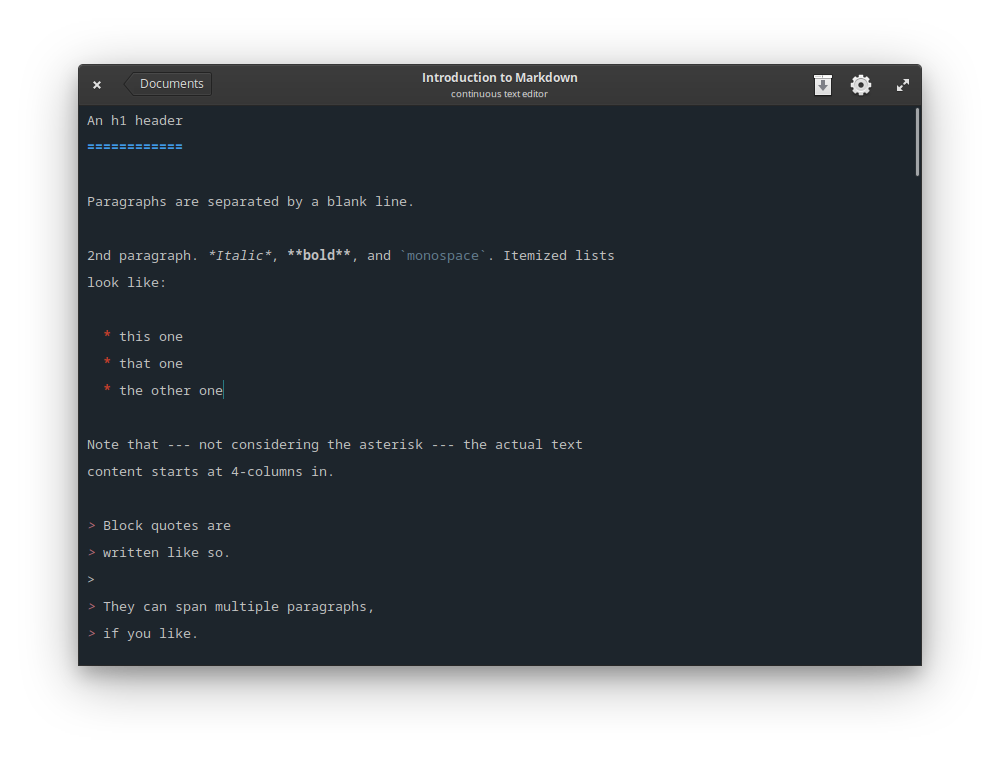 Documents
Introduction to Markdown
continuous text editor
An h1 header
============
Paragraphs are separated by a blank line.
2nd paragraph. *Italic*, **bold**, and `monospace`. Itemized lists
look like:
* this one
* that one
* the other one
Note that --- not considering the asterisk --- the actual text
content starts at 4-columns in.
> Block quotes are
> written like so.
>
> They can span multiple paragraphs,
> if you like.